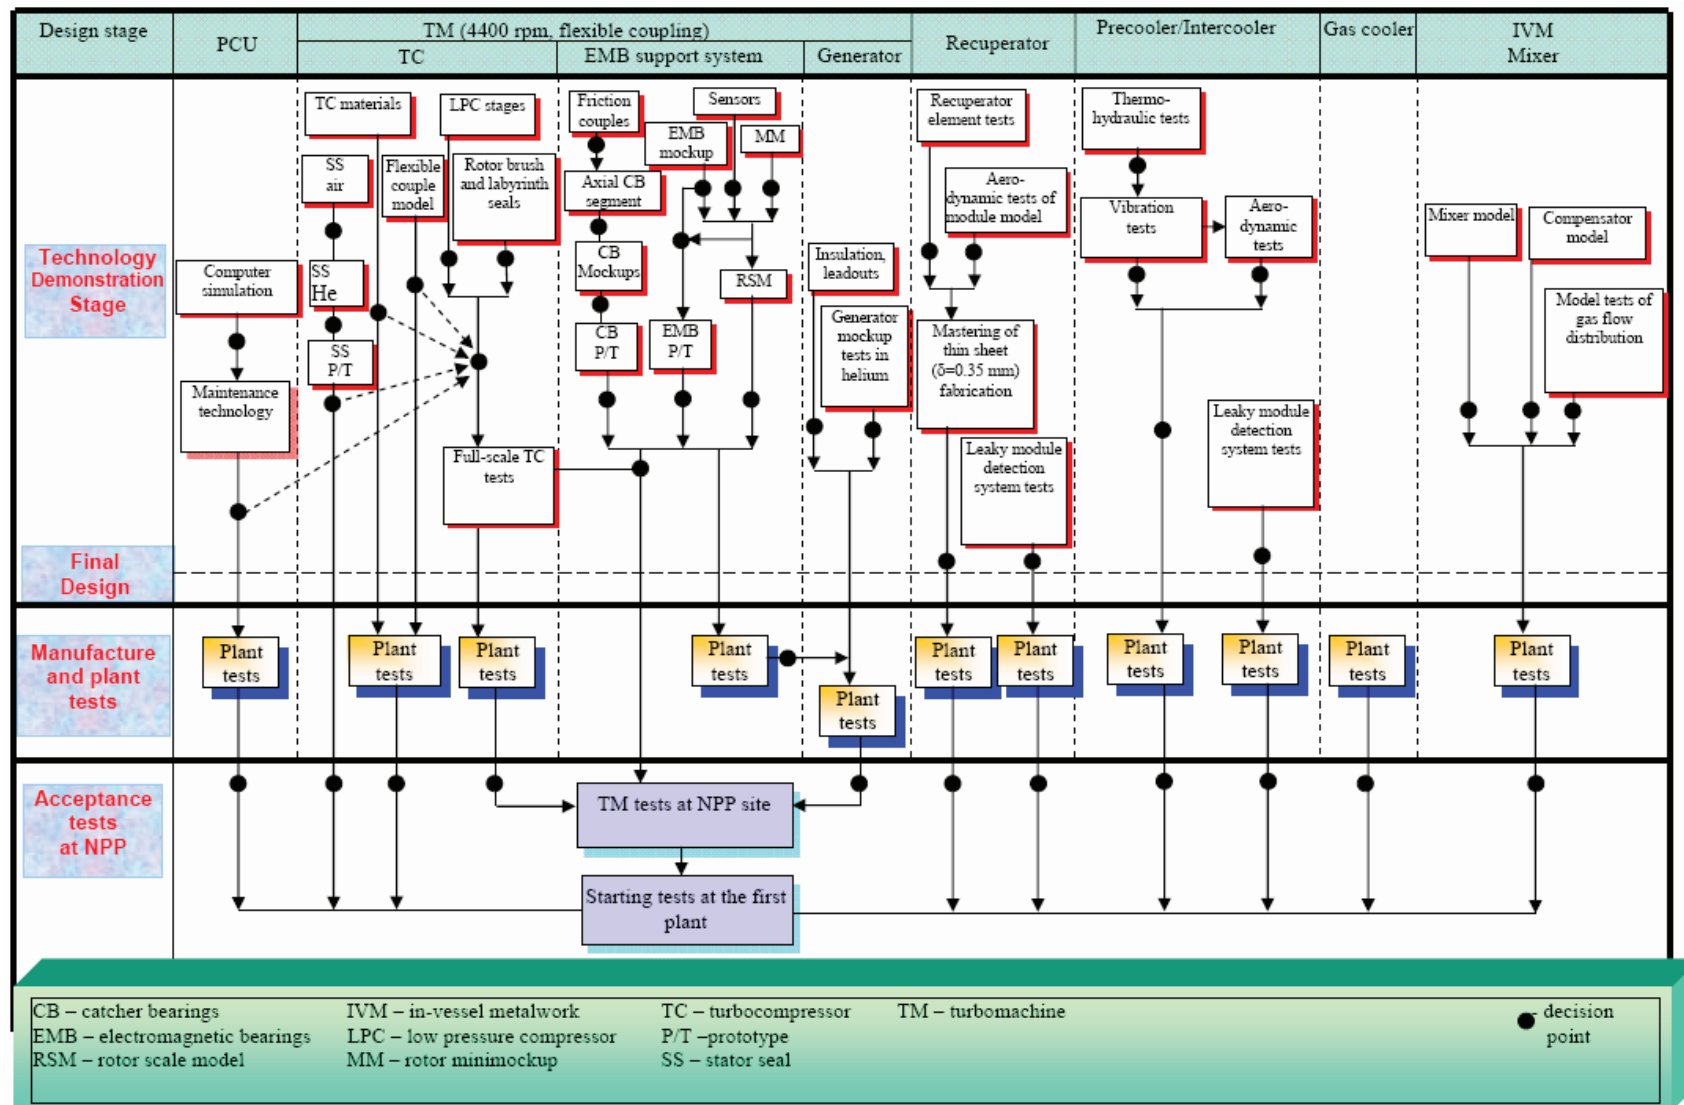 Design stage
PCU
TM (4400 rpm, flexible coupling)
TC
EMB support system
Generator
Recuperator
Precooler/Intercooler
Gas cooler
IVM
Mixer
Technology
Demonstration
Stage
Computer
simulation
Maintenance
technology
TC materials
SS
air
SS
He
SS
P/T
Flexible
couple
model
LPC stages
Rotor brush
and labyrinth
seals
Full-scale TC
tests
Friction
couples
Axial CB
segment
CB
Mockups
CB
P/T
Sensors
EMB
mockup
MM
RSM
EMB
P/T
Insulation,
leadouts
Generator
mockup
tests in
helium
Recuperator
element tests
Aero-
dynamic tests of
module model
Mastering of
thin sheet
(δ=0.35 mm)
fabrication
Leaky module
detection
system tests
Thermo-
hydraulic tests
Vibration
tests
Aero-
dynamic
tests
Leaky module
detection
system tests
Mixer model
Compensator
model
Model tests of
gas flow
distribution
Final
Design
Manufacture
and plant
tests
Plant
tests
Plant
tests
Plant
tests
Plant
tests
Plant
tests
Plant
tests
Plant
tests
Plant
tests
Plant
tests
Plant
tests
Plant
tests
Acceptance
tests
at NPP
TM tests at NPP site
Starting tests at the first
plant
CB – catcher bearings
EMB – electromagnetic bearings
RSM – rotor scale model
IVM – in-vessel metalwork
LPC – low pressure compressor
MM – rotor minimockup
TC – turbocompressor
P/T –prototype
SS – stator seal
TM – turbomachine
- decision
point